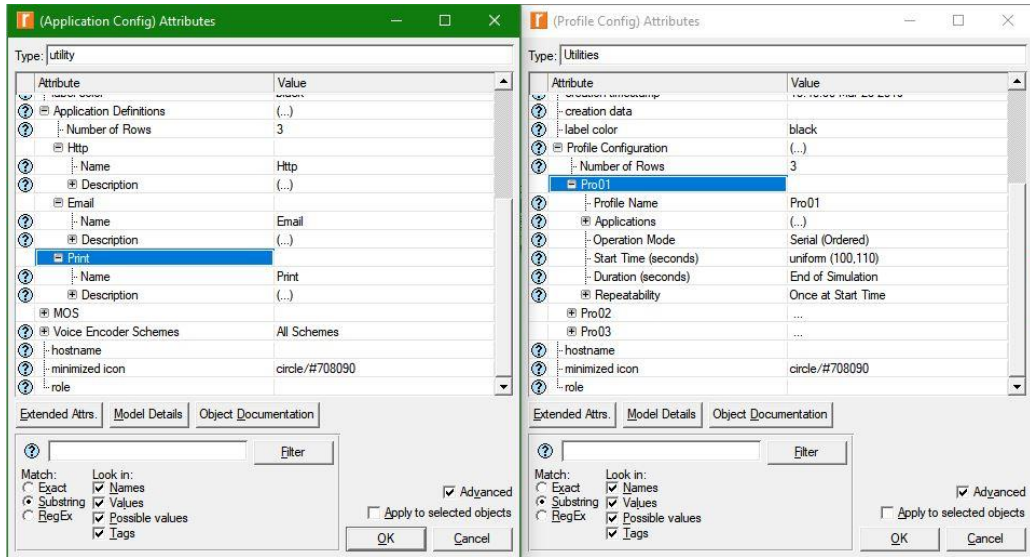 (Application Config) Attributes
Type: utility
Attribute Value
label color black
Application Definitions (...)
Number of Rows 3
Http
Name Http
Description (...)
Email
Name Email
Description (...)
Print
Name Print
Description (...)
MOS
Voice Encoder Schemes All Schemes
hostname
minimized icon circle/#708090
role
Extended Attrs. Model Details Object Documentation
Filter
Match: Look in:
Exact Names
Substring Values
RegEx Possible values
Tags
Advanced
Apply to selected objects
OK Cancel
(Profile Config) Attributes
Type: Utilities
Attribute Value
creation data
label color black
Profile Configuration (...)
Number of Rows 3
Pro01
Profile Name Pro01
Applications (...)
Operation Mode Serial (Ordered)
Start Time (seconds) uniform (100,110)
Duration (seconds) End of Simulation
Repeatability Once at Start Time
Pro02 ...
Pro03 ...
hostname
minimized icon circle/#708090
role
Extended Attrs. Model Details Object Documentation
Filter
Match: Look in:
Exact Names
Substring Values
RegEx Possible values
Tags
Advanced
Apply to selected objects
OK Cancel